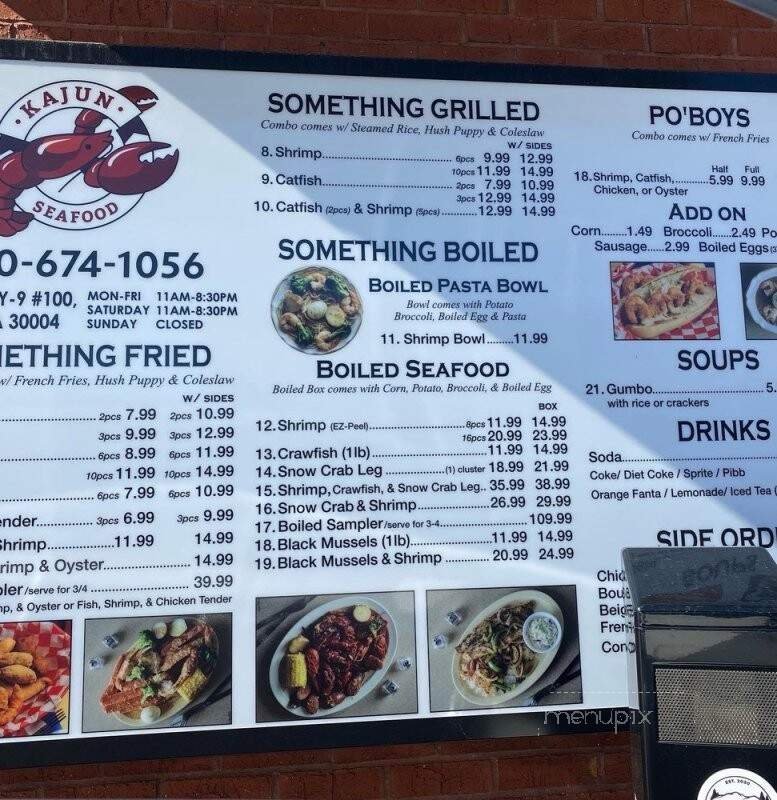 KAJUN
SEAFOOD
0-674-1056
Y-9 #100,
A 30004
MON-FRI 11AM-8:30PM
SATURDAY 11AM-8:30PM
SUNDAY CLOSED
ETHING FRIED
w/ French Fries, Hush Puppy & Coleslaw
W/ SIDES
2pcs 7.99 2pcs 10.99
3pcs 9.99 3pcs 12.99
6pcs 8.99 6pcs 11.99
10pcs 11.99 10pcs 14.99
6pcs 7.99 6pcs 10.99
ender 3pcs 6.99 3pcs 9.99
Shrimp 11.99 14.99
rimp & Oyster 14.99
pler/serve for 3/4 39.99
mp, & Oyster or Fish, Shrimp, & Chicken Tender
SOMETHING GRILLED
Combo comes w/ Steamed Rice, Hush Puppy & Coleslaw
W/ SIDES
8. Shrimp 6pcs 9.99 12.99
10pcs 11.99 14.99
9. Catfish 2pcs 7.99 10.99
3pcs 12.99 14.99
10. Catfish (2pcs) & Shrimp (5pcs) 12.99 14.99
SOMETHING BOILED
BOILED PASTA BOWL
Bowl comes with Potato
Broccoli, Boiled Egg & Pasta
11. Shrimp Bowl 11.99
BOILED SEAFOOD
Boiled Box comes with Corn, Potato, Broccoli, & Boiled Egg
BOX
12. Shrimp (EZ-Peel) 8pcs 11.99 14.99
16pcs 20.99 23.99
13. Crawfish (1lb) 11.99 14.99
14. Snow Crab Leg (1) cluster 18.99 21.99
15. Shrimp, Crawfish, & Snow Crab Leg.. 35.99 38.99
16. Snow Crab & Shrimp 26.99 29.99
17. Boiled Sampler/serve for 3-4 109.99
18. Black Mussels (1lb) 11.99 14.99
19. Black Mussels & Shrimp 20.99 24.99
PO'BOYS
Combo comes w/ French Fries
Half Full
18. Shrimp, Catfish, 5.99 9.99
Chicken, or Oyster
ADD ON
Corn 1.49 Broccoli 2.49 Po
Sausage 2.99 Boiled Eggs
SOUPS
21. Gumbo 5.
with rice or crackers
DRINKS
Soda
Coke/ Diet Coke / Sprite / Pibb
Orange Fanta / Lemonade/ Iced Tea
SIDE ORD
Chic
Bou
Beig
Fren
Con
menupix
EST. 2020